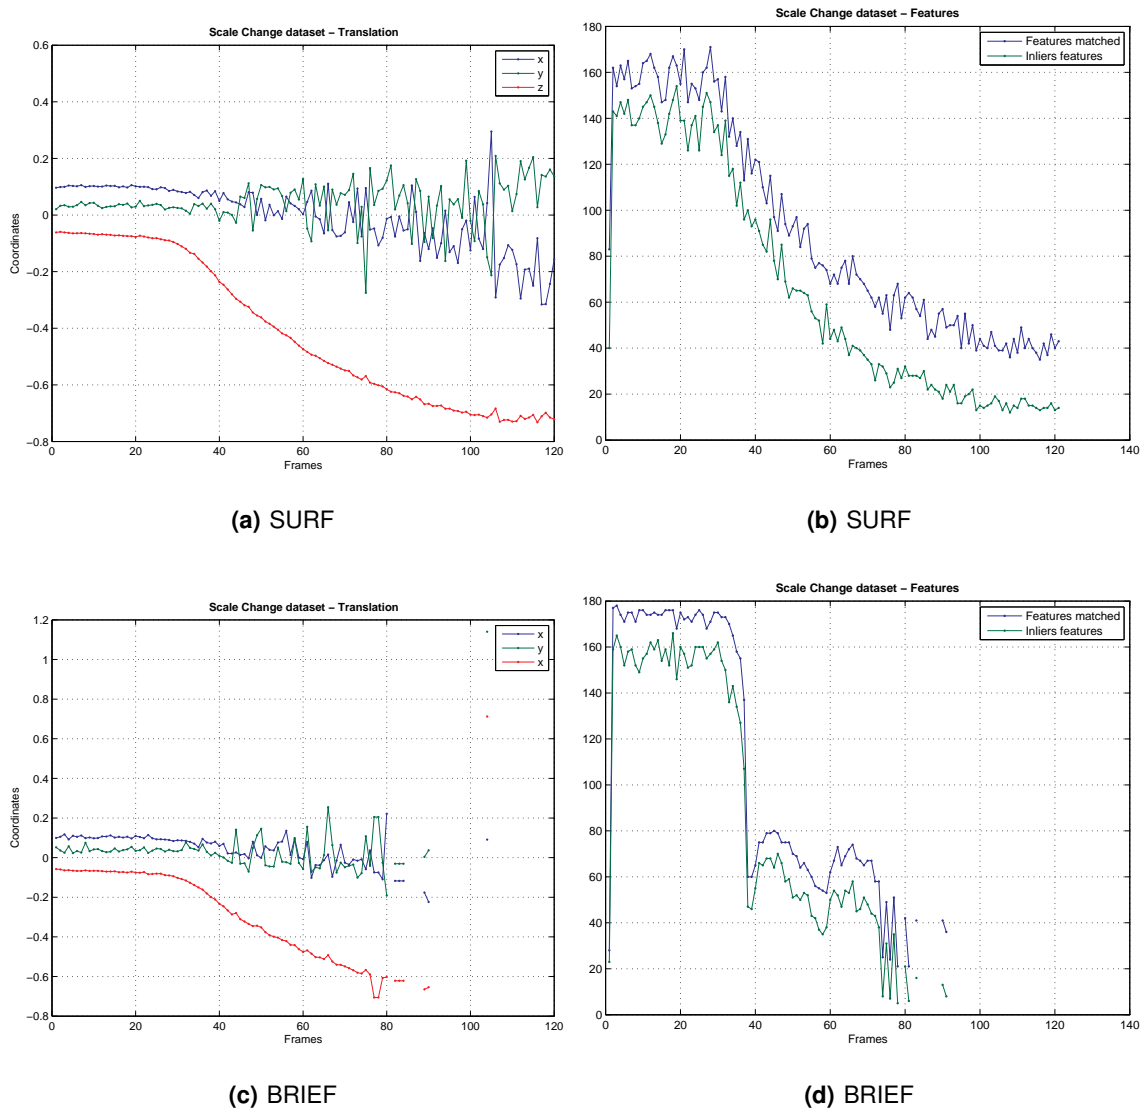 Scale Change dataset − Translation
0.6
0.4
0.2
0
−0.2
−0.4
−0.6
−0.8
0 20 40 60 80 100 120
Coordinates
Frames
x
y
z
(a) SURF
Scale Change dataset − Features
180
160
140
120
100
80
60
40
20
0
0 20 40 60 80 100 120 140
Frames
Features matched
Inliers features
(b) SURF
Scale Change dataset − Translation
1.2
1
0.8
0.6
0.4
0.2
0
−0.2
−0.4
−0.6
−0.8
0 20 40 60 80 100 120
Coordinates
Frames
x
y
x
(c) BRIEF
Scale Change dataset − Features
180
160
140
120
100
80
60
40
20
0
0 20 40 60 80 100 120 140
Frames
Features matched
Inliers features
(d) BRIEF